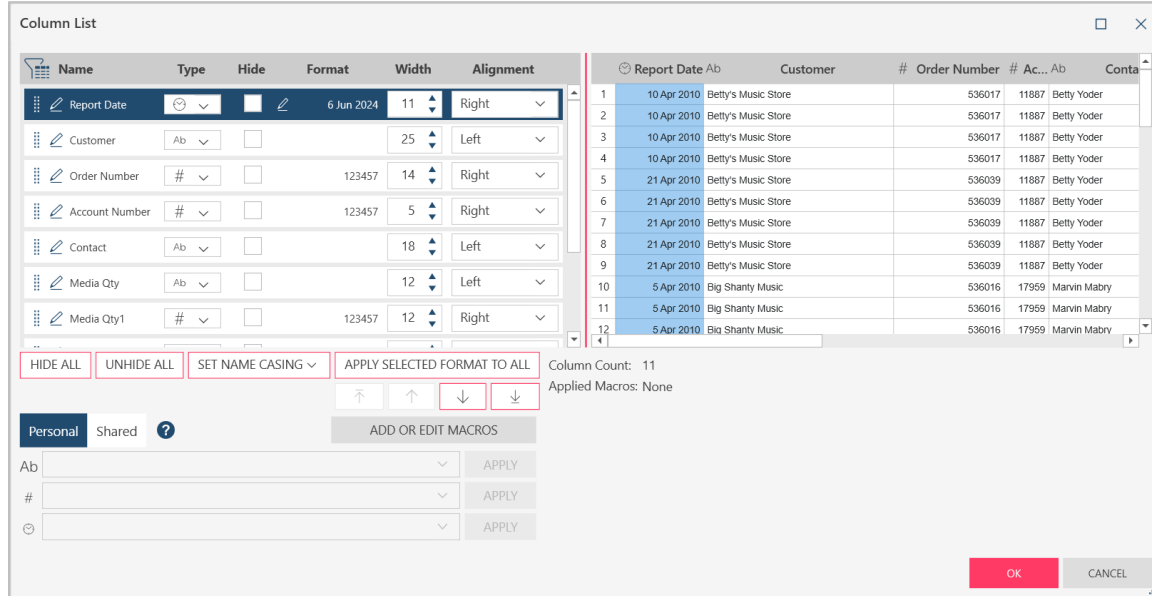 Column List
Name Type Hide Format Width Alignment
Report Date 6 Jun 2024 11 Right
Customer Ab 25 Left
Order Number # 123457 14 Right
Account Number # 123457 5 Right
Contact Ab 18 Left
Media Qty Ab 12 Left
Media Qty1 # 123457 12 Right
Report Date Ab Customer # Order Number # Ac... Ab Conta
1 10 Apr 2010 Betty's Music Store 536017 11887 Betty Yoder
2 10 Apr 2010 Betty's Music Store 536017 11887 Betty Yoder
3 10 Apr 2010 Betty's Music Store 536017 11887 Betty Yoder
4 10 Apr 2010 Betty's Music Store 536017 11887 Betty Yoder
5 21 Apr 2010 Betty's Music Store 536039 11887 Betty Yoder
6 21 Apr 2010 Betty's Music Store 536039 11887 Betty Yoder
7 21 Apr 2010 Betty's Music Store 536039 11887 Betty Yoder
8 21 Apr 2010 Betty's Music Store 536039 11887 Betty Yoder
9 21 Apr 2010 Betty's Music Store 536039 11887 Betty Yoder
10 5 Apr 2010 Big Shanty Music 536016 17959 Marvin Mabry
11 5 Apr 2010 Big Shanty Music 536016 17959 Marvin Mabry
12 5 Apr 2010 Big Shanty Music 536016 17959 Marvin Mabry
HIDE ALL UNHIDE ALL SET NAME CASING APPLY SELECTED FORMAT TO ALL
Column Count: 11
Applied Macros: None
Personal Shared ? ADD OR EDIT MACROS
Ab APPLY
# APPLY
APPLY
OK CANCEL